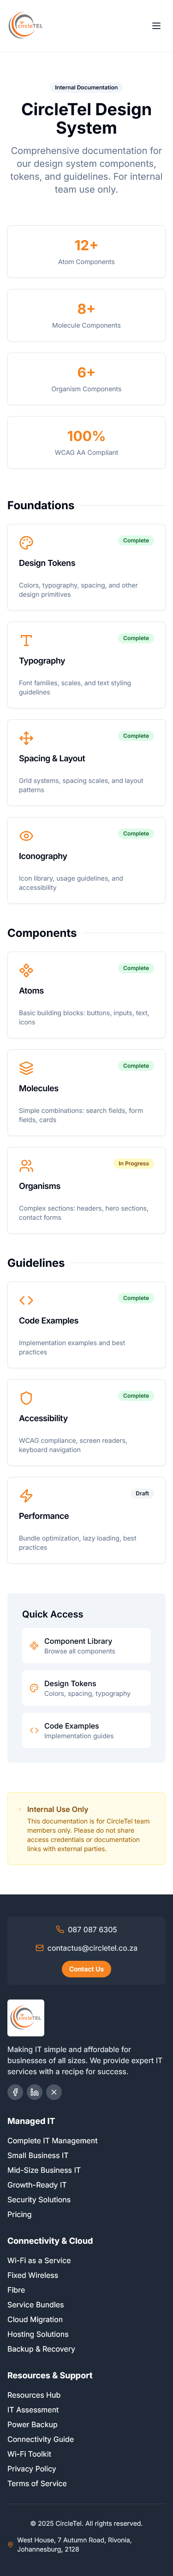 circleTEL
Internal Documentation
CircleTel Design
System
Comprehensive documentation for
our design system components,
tokens, and guidelines. For internal
team use only.
12+
Atom Components
8+
Molecule Components
6+
Organism Components
100%
WCAG AA Compliant
Foundations
Complete
Design Tokens
Colors, typography, spacing, and other
design primitives
Complete
Typography
Font families, scales, and text styling
guidelines
Complete
Spacing & Layout
Grid systems, spacing scales, and layout
patterns
Complete
Iconography
Icon library, usage guidelines, and
accessibility
Components
Complete
Atoms
Basic building blocks: buttons, inputs, text,
icons
Complete
Molecules
Simple combinations: search fields, form
fields, cards
In Progress
Organisms
Complex sections: headers, hero sections,
contact forms
Guidelines
Complete
Code Examples
Implementation examples and best
practices
Complete
Accessibility
WCAG compliance, screen readers,
keyboard navigation
Draft
Performance
Bundle optimization, lazy loading, best
practices
Quick Access
Component Library
Browse all components
Design Tokens
Colors, spacing, typography
Code Examples
Implementation guides
Internal Use Only
This documentation is for CircleTel team
members only. Please do not share
access credentials or documentation
links with external parties.
087 087 6305
contactus@circletel.co.za
Contact Us
circleTEL
Making IT simple and affordable for
businesses of all sizes. We provide expert IT
services with a recipe for success.
Managed IT
Complete IT Management
Small Business IT
Mid-Size Business IT
Growth-Ready IT
Security Solutions
Pricing
Connectivity & Cloud
Wi-Fi as a Service
Fixed Wireless
Fibre
Service Bundles
Cloud Migration
Hosting Solutions
Backup & Recovery
Resources & Support
Resources Hub
IT Assessment
Power Backup
Connectivity Guide
Wi-Fi Toolkit
Privacy Policy
Terms of Service
© 2025 CircleTel. All rights reserved.
West House, 7 Autumn Road, Rivonia,
Johannesburg, 2128